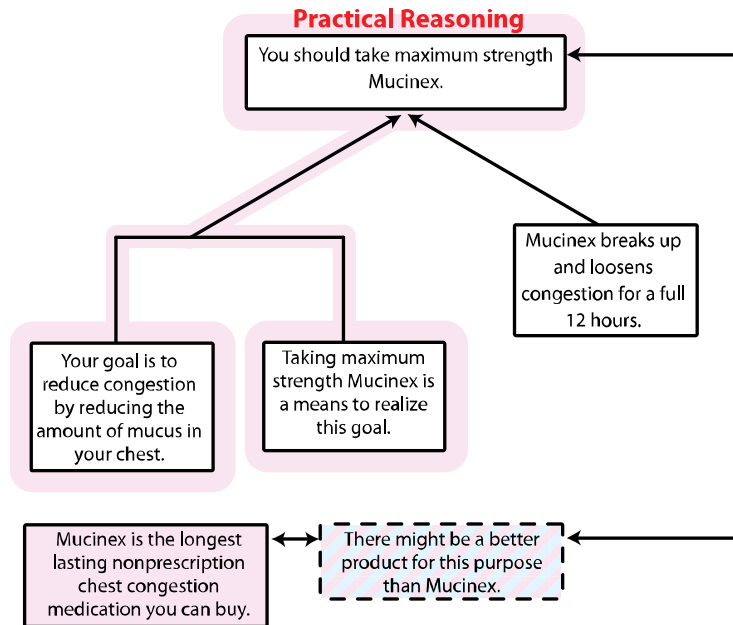 Practical Reasoning
You should take maximum strength
Mucinex.
Mucinex breaks up
and loosens
congestion for a full
12 hours.
Your goal is to
reduce congestion
by reducing the
amount of mucus in
your chest.
Taking maximum
strength Mucinex is
a means to realize
this goal.
Mucinex is the longest
lasting nonprescription
chest congestion
medication you can buy.
There might be a better
product for this purpose
than Mucinex.